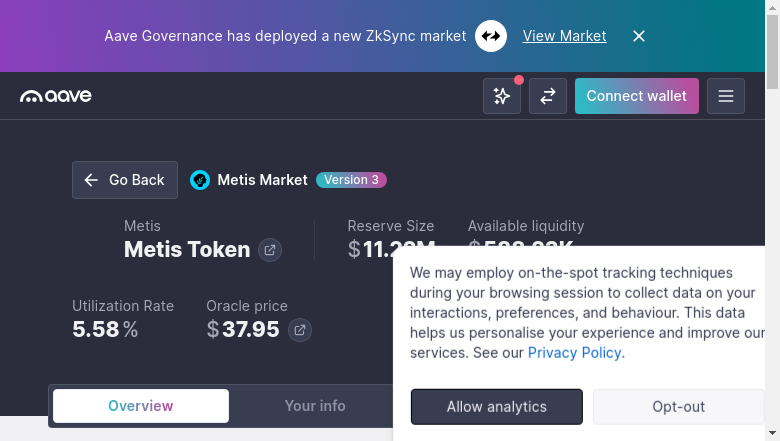 Aave Governance has deployed a new ZkSync market View Market
aave
Connect wallet
Go Back
Metis Market
Version 3
Metis
Metis Token
Reserve Size
Available liquidity
Utilization Rate
5.58%
Oracle price
$37.95
Overview
Your info
We may employ on-the-spot tracking techniques
during your browsing session to collect data on your
interactions, preferences, and behaviour. This data
helps us personalise your experience and improve our
services. See our Privacy Policy.
Allow analytics
Opt-out